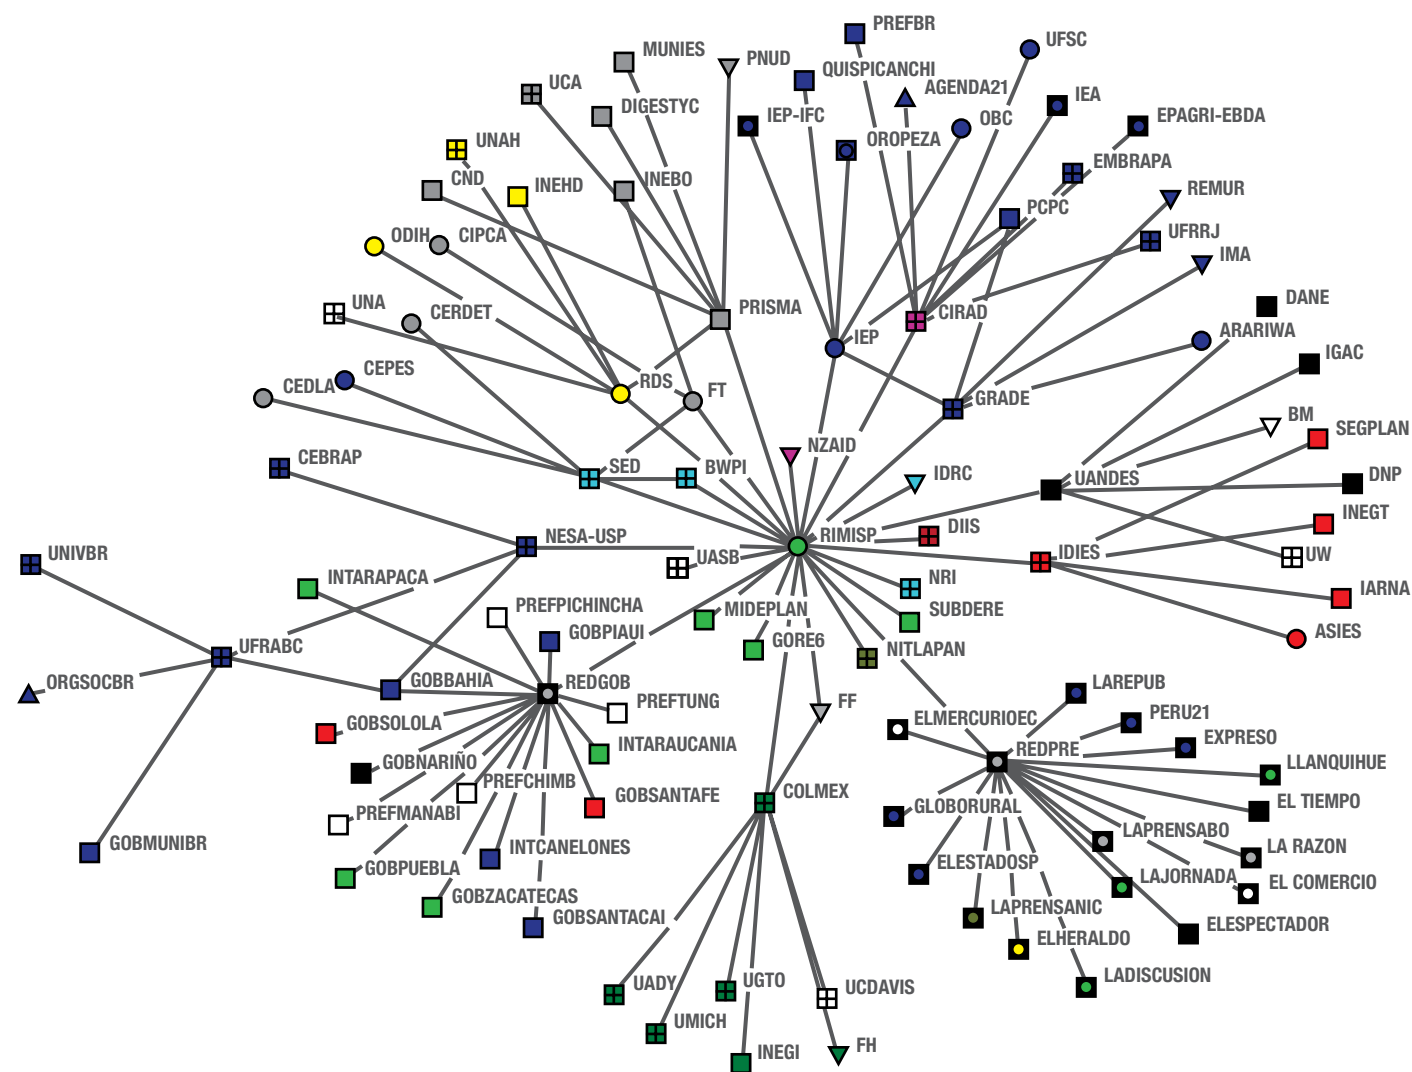 PREFBR
UFSC
MUNIES
PNUD
QUISPICANCHI
UCA
AGENDA21
IEA
DIGESTYC
IEP-IFC
OBC
EPAGRI-EBDA
UNAH
OROPEZA
EMBRAPA
CND
INEHD
INEBO
REMUR
PCPC
ODIH
CIPCA
UFRRJ
IMA
UNA
CERDET
PRISMA
CIRAD
DANE
IEP
ARARIWA
CEPES
IGAC
CEDLA
RDS
FT
GRADE
BM
SEGPLAN
NZAID
CEBRAP
SED
BWPI
IDRC
UANDES
DNP
INEGT
NESA-USP
RIMISP
DIIS
IDIES
UW
UNIVBR
UASB
INTARAPACA
NRI
IARNA
PREFPICHINCHA
MIDEPLAN
SUBDERE
GOBPIAUI
GORE6
ASIES
UFRABC
NITLAPAN
ORGSOCBR
GOBBAHIA
REDGOB
LAREPUB
PREFTUNG
FF
ELMERCURIOEC
PERU21
GOBSOLOLA
INTARAUCANIA
REDPRE
EXPRESO
GOBNARIÑO
LLANQUIHUE
PREFCHIMB
COLMEX
GOBSANTAFE
GLOBORURAL
EL TIEMPO
PREFMANABI
LAPRENSABO
GOBMUNIBR
INTCANELONES
LA RAZON
GOBPUEBLA
ELESTADOSP
LAJORNADA
EL COMERCIO
GOBZACATECAS
LAPRENSANIC
GOBSANTACAI
ELESPECTADOR
ELHERALDO
UADY
UGTO
UCDAVIS
LADISCUSION
UMICH
INEGI
FH